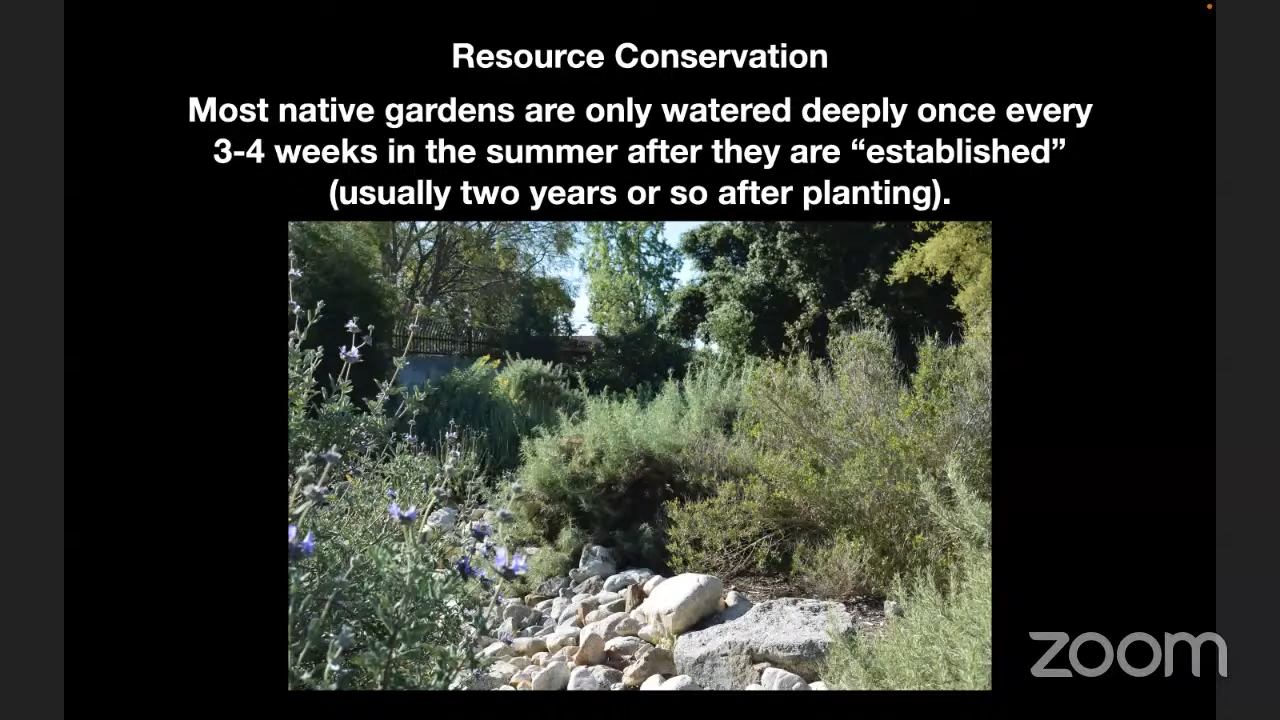 Resource Conservation
Most native gardens are only watered deeply once every
3-4 weeks in the summer after they are “established”
(usually two years or so after planting).
zoom